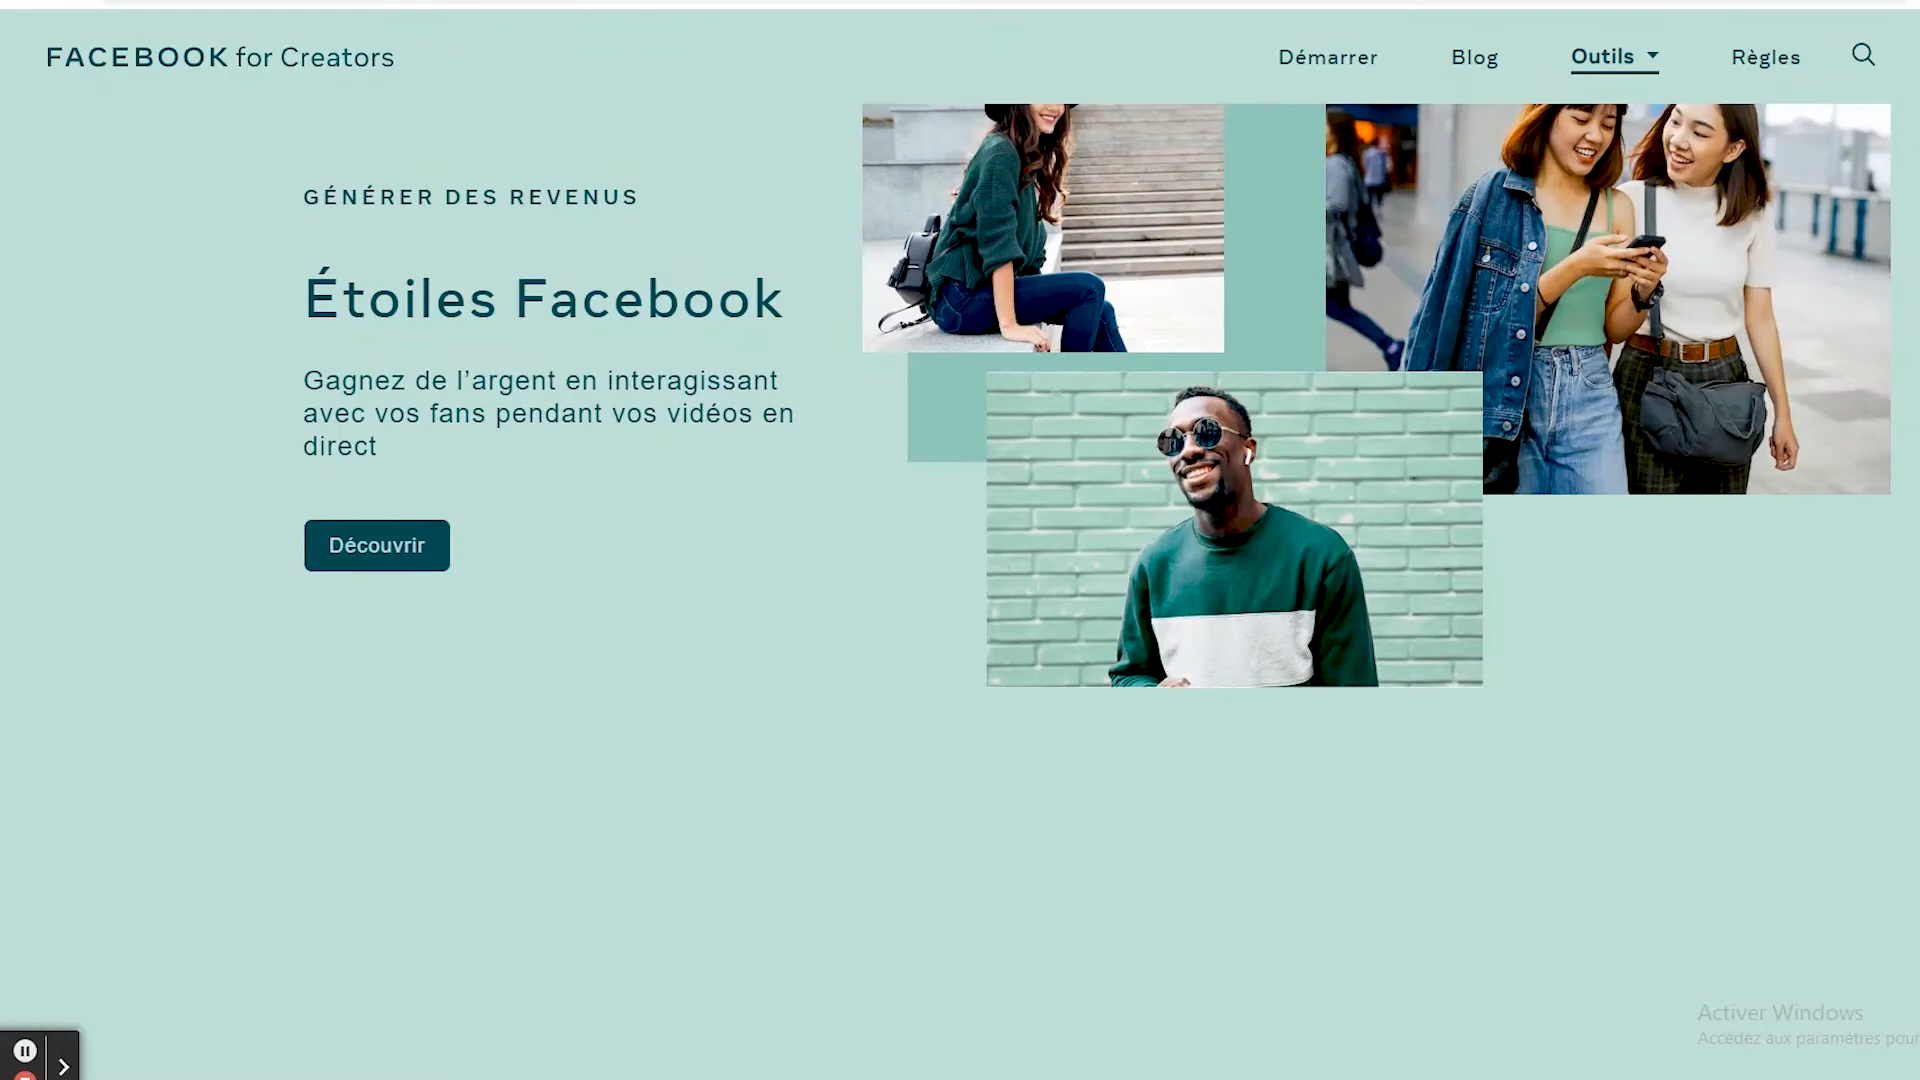 FACEBOOK for Creators
Démarrer
Blog
Outils
Règles
GÉNÉRER DES REVENUS
Étoiles Facebook
Gagnez de l’argent en interagissant
avec vos fans pendant vos vidéos en
direct
Découvrir
Activer Windows
Accédez aux paramètres pour